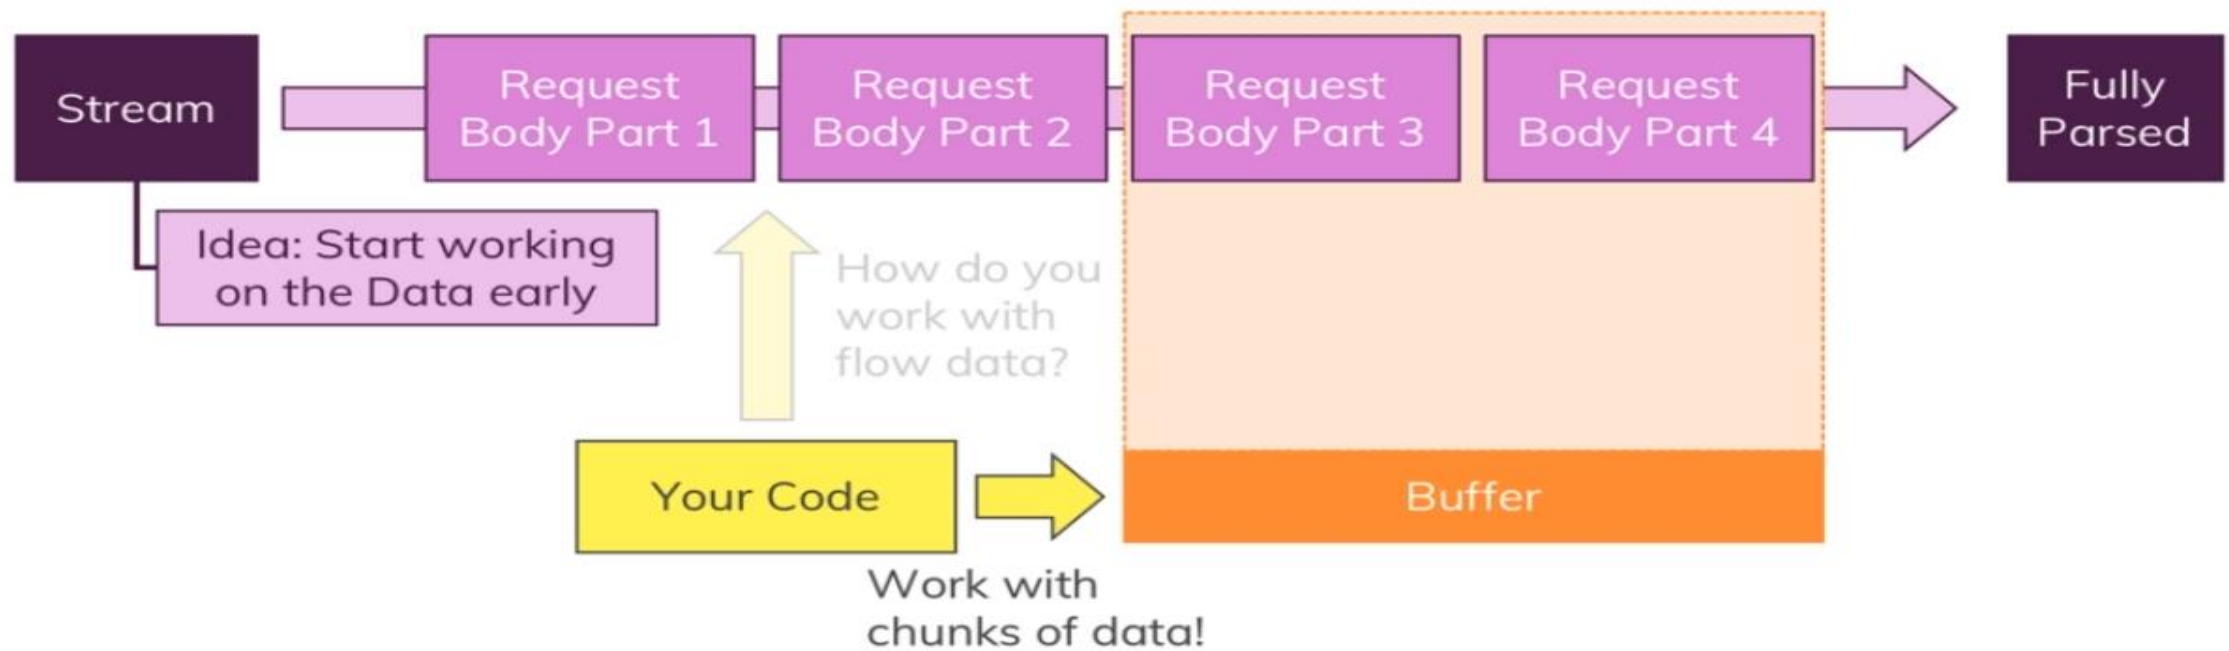 Stream
Request
Body Part 1
Request
Body Part 2
Request
Body Part 3
Request
Body Part 4
Fully
Parsed
Idea: Start working
on the Data early
How do you
work with
flow data?
Your Code
Buffer
Work with
chunks of data!